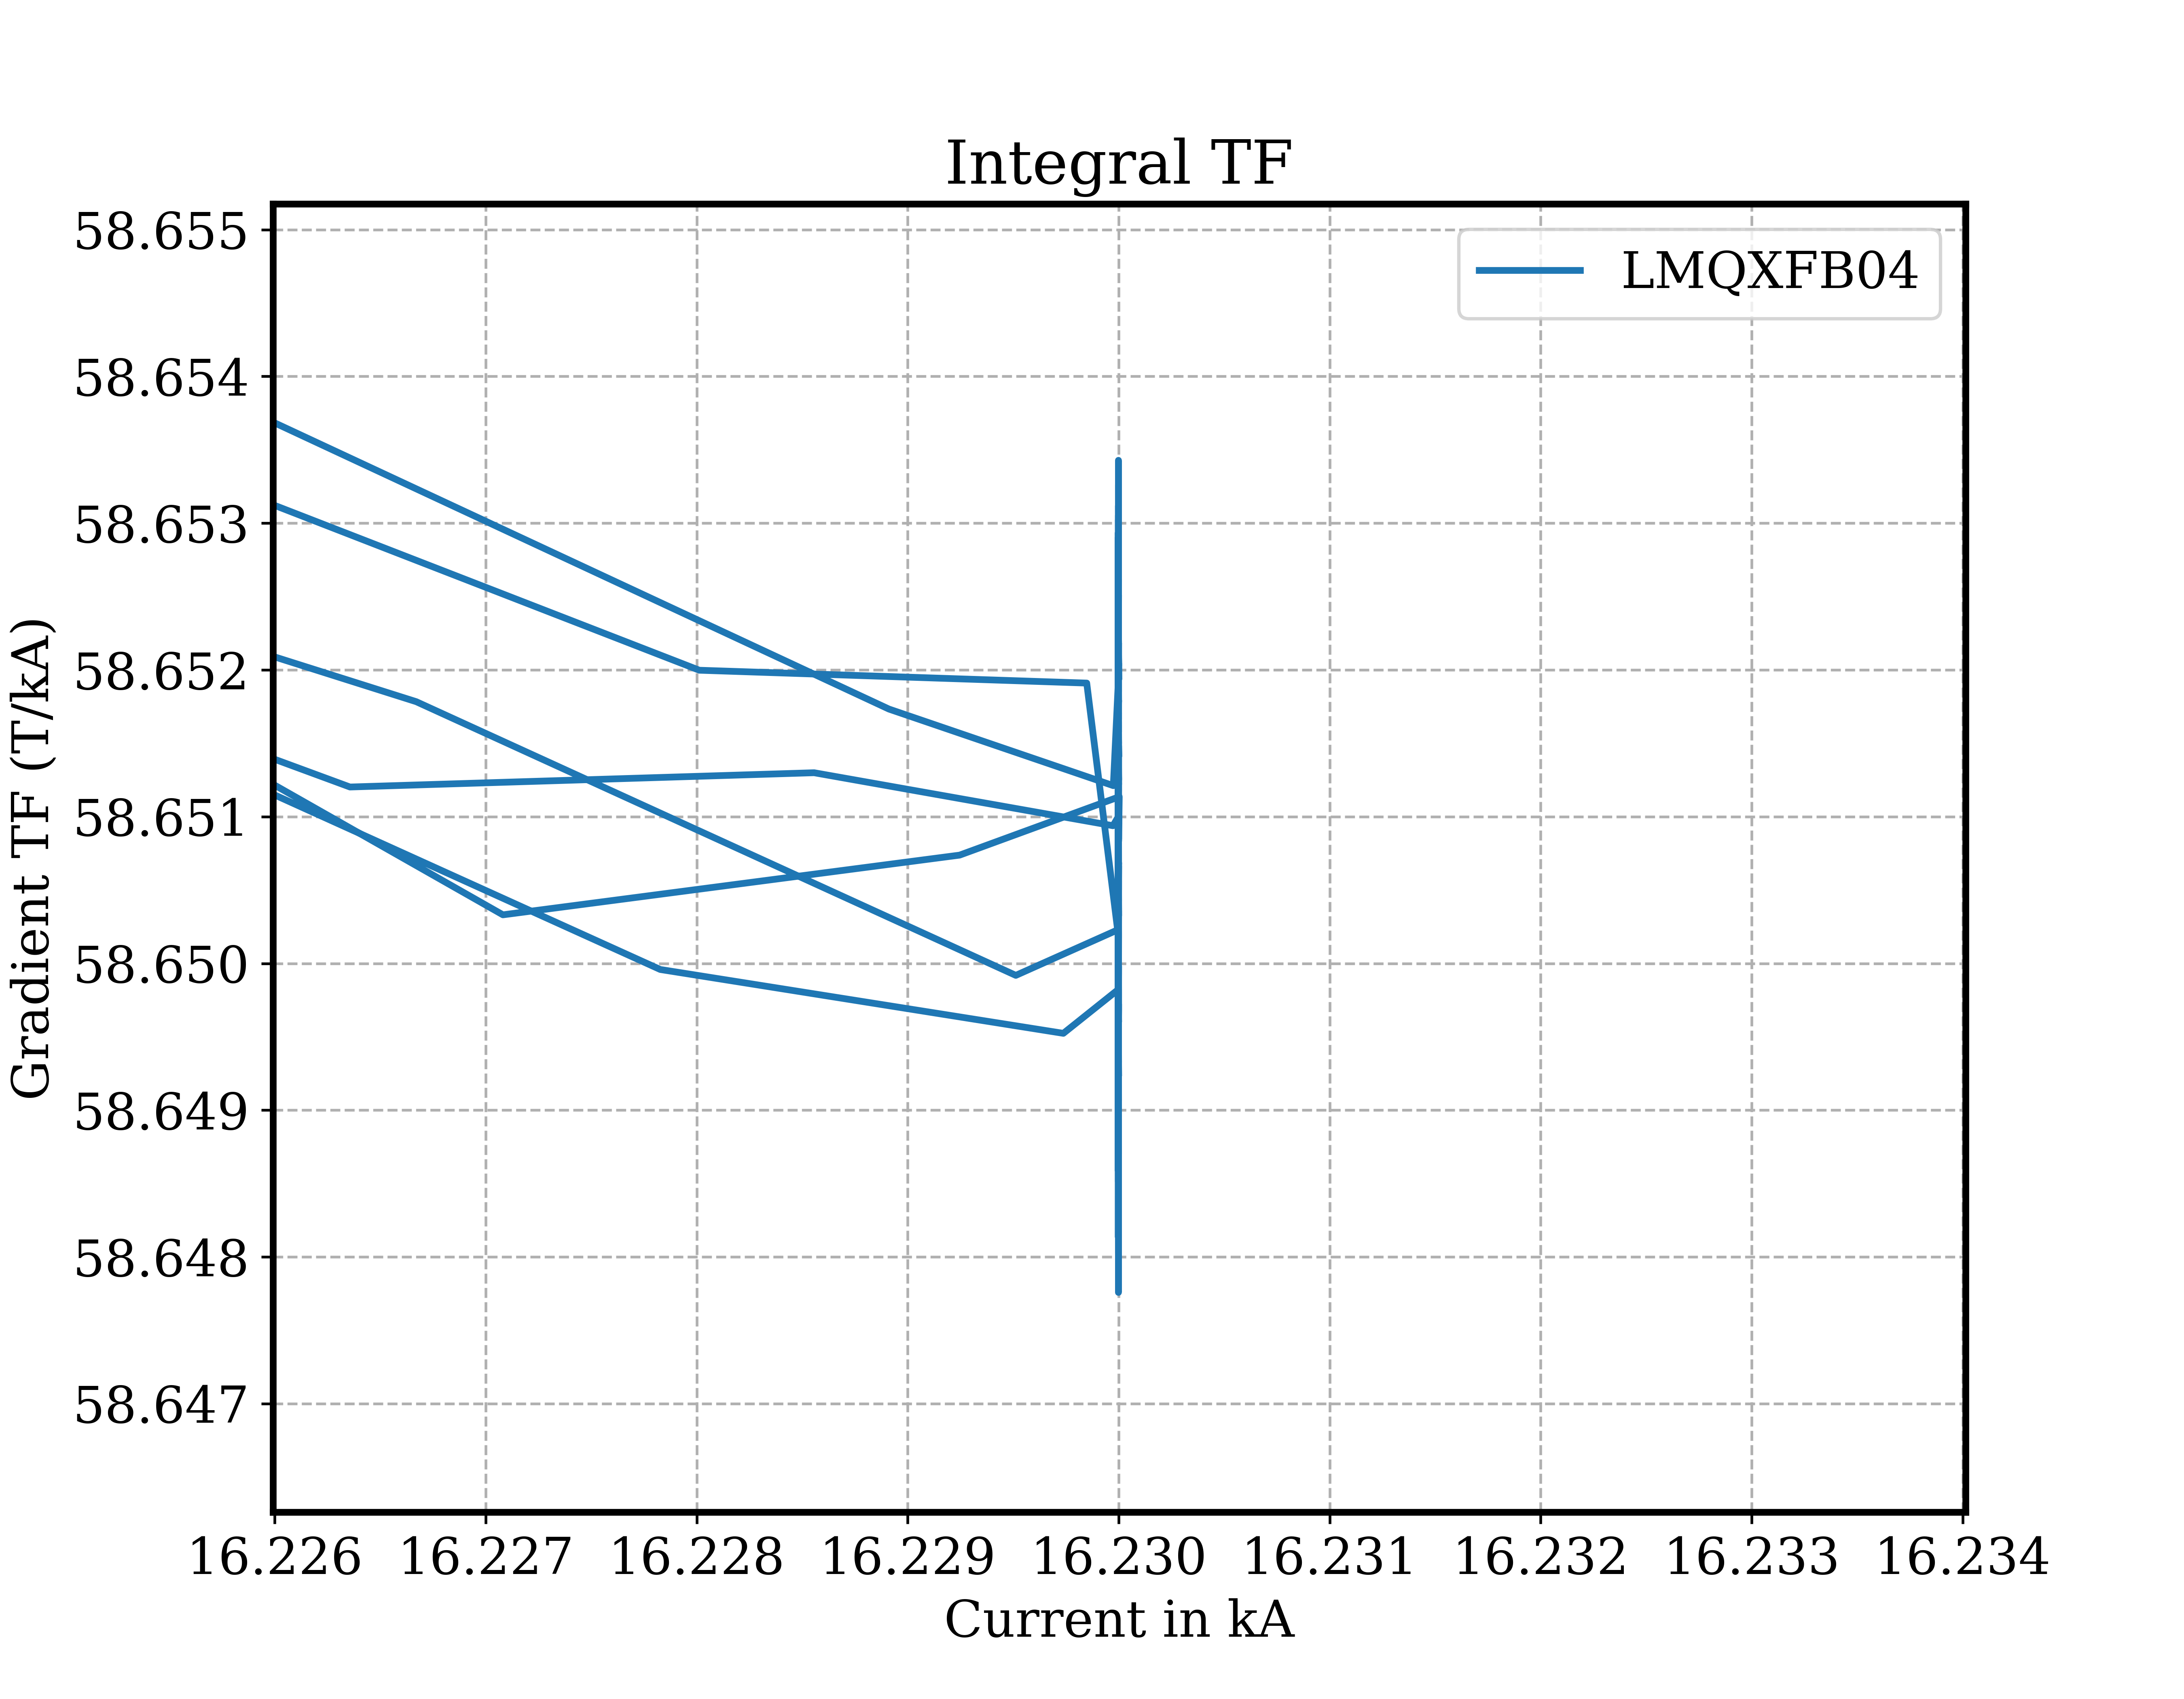 Integral TF
LMQXFB04
Gradient TF (T/kA)
58.655
58.654
58.653
58.652
58.651
58.650
58.649
58.648
58.647
16.226 16.227 16.228 16.229 16.230 16.231 16.232 16.233 16.234
Current in kA